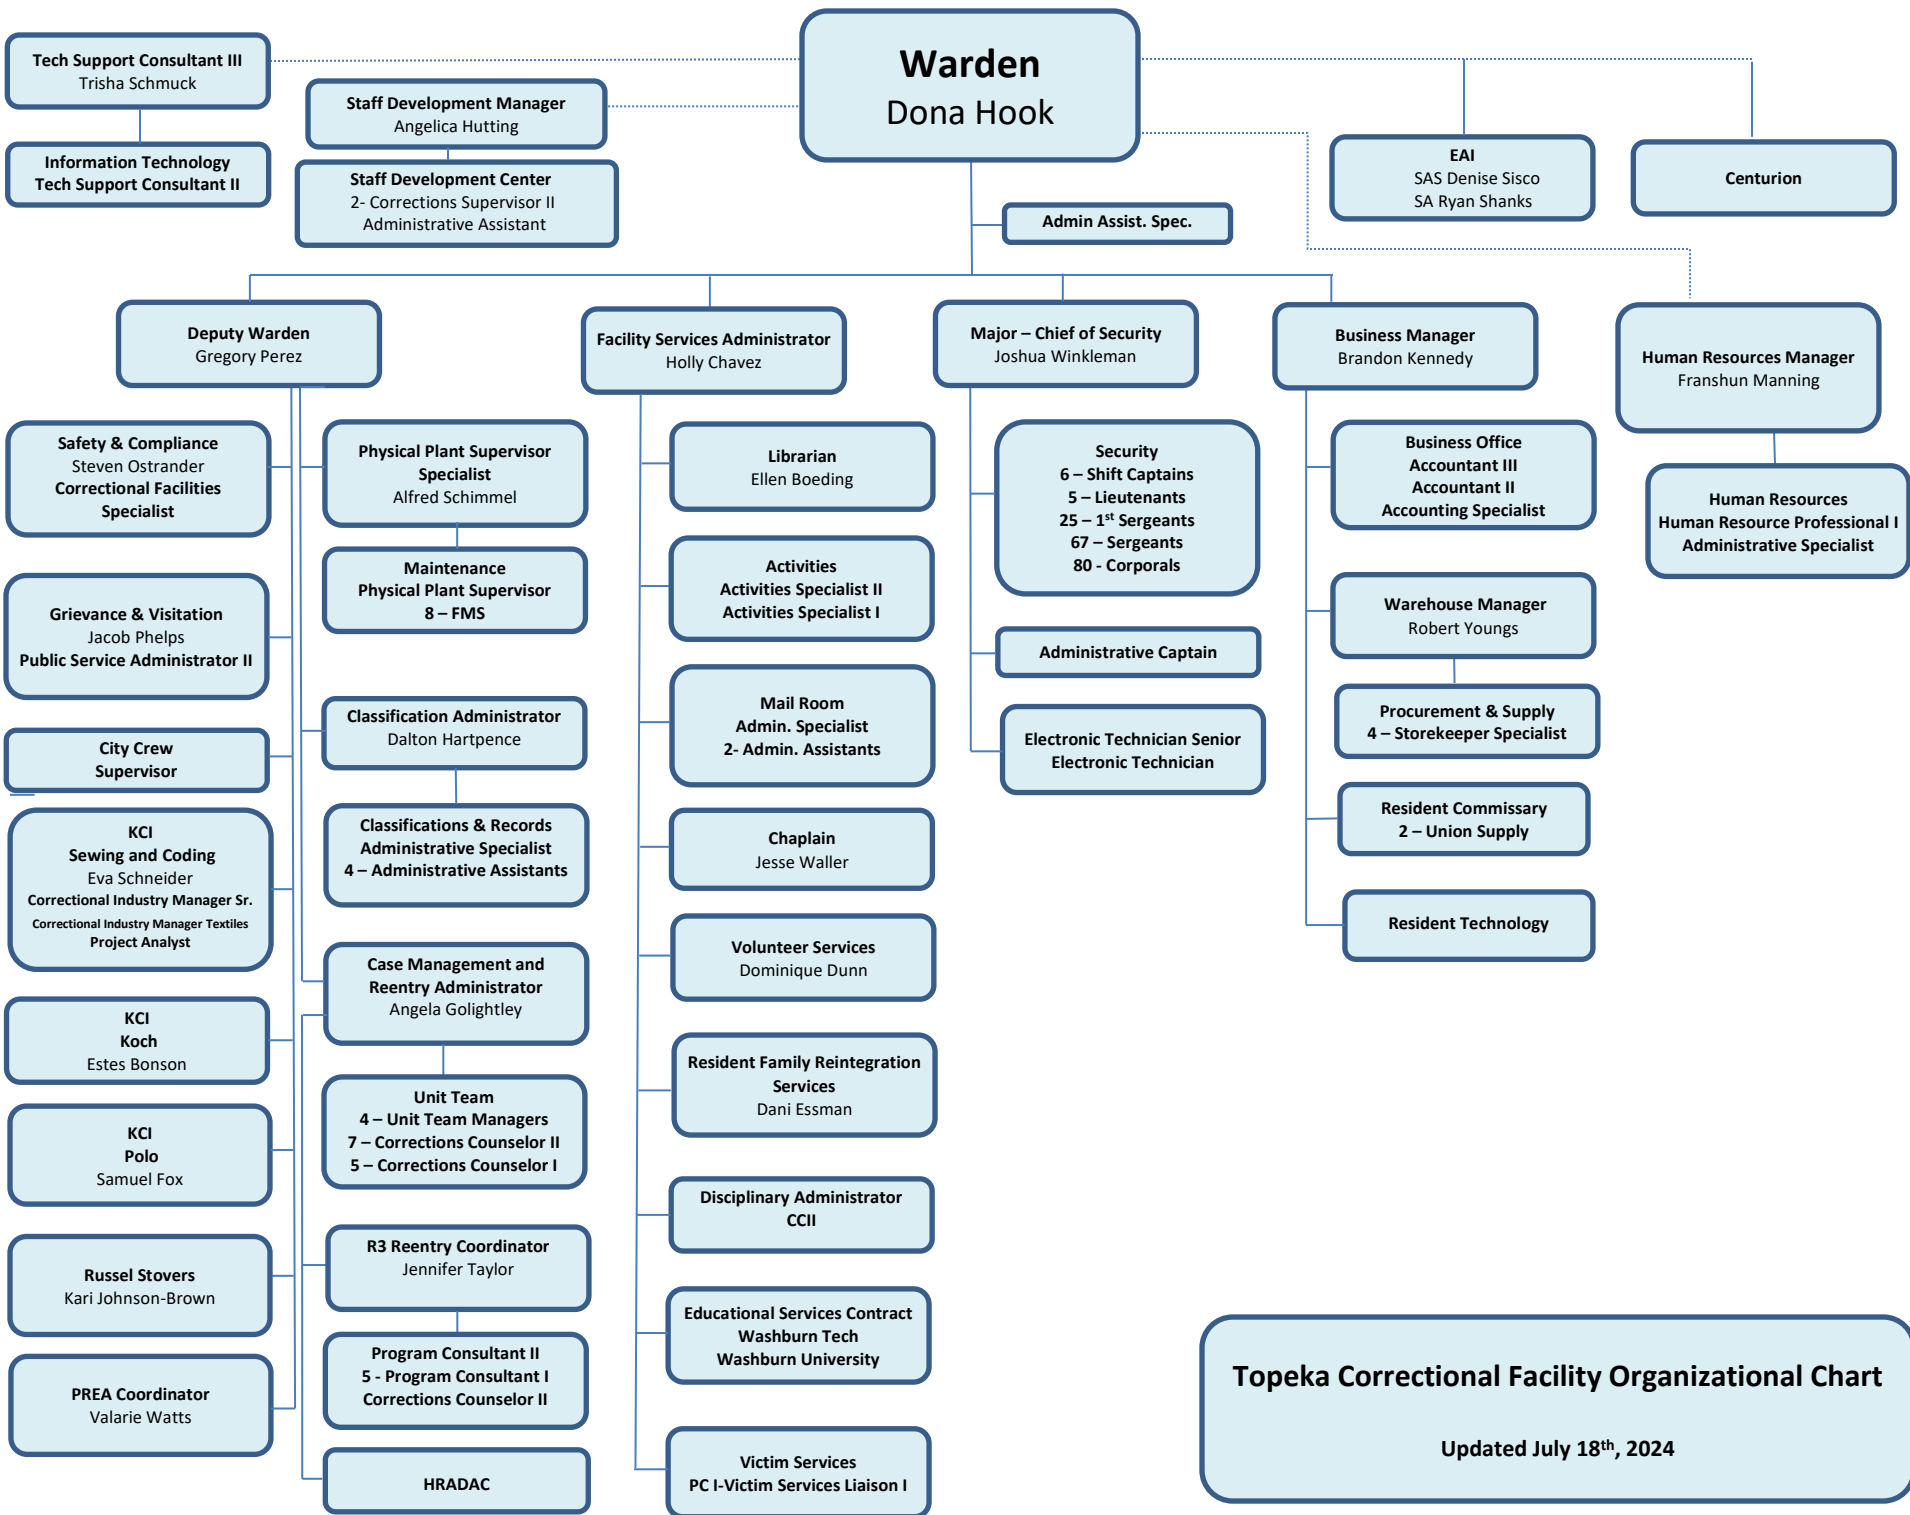 Warden
Dona Hook
Tech Support Consultant III
Trisha Schmuck
Information Technology
Tech Support Consultant II
Staff Development Manager
Angelica Hutting
Staff Development Center
2- Corrections Supervisor II
Administrative Assistant
EAI
SAS Denise Sisco
SA Ryan Shanks
Centurion
Admin Assist. Spec.
Deputy Warden
Gregory Perez
Facility Services Administrator
Holly Chavez
Major – Chief of Security
Joshua Winkleman
Business Manager
Brandon Kennedy
Human Resources Manager
Franshun Manning
Human Resources
Human Resource Professional I
Administrative Specialist
Safety & Compliance
Steven Ostrander
Correctional Facilities
Specialist
Grievance & Visitation
Jacob Phelps
Public Service Administrator II
City Crew
Supervisor
KCI
Sewing and Coding
Eva Schneider
Correctional Industry Manager Sr.
Correctional Industry Manager Textiles
Project Analyst
KCI
Koch
Estes Bonson
KCI
Polo
Samuel Fox
Russel Stovers
Kari Johnson-Brown
PREA Coordinator
Valarie Watts
Physical Plant Supervisor
Specialist
Alfred Schimmel
Maintenance
Physical Plant Supervisor
8 – FMS
Classification Administrator
Dalton Hartpence
Classifications & Records
Administrative Specialist
4 – Administrative Assistants
Case Management and
Reentry Administrator
Angela Golightley
Unit Team
4 – Unit Team Managers
7 – Corrections Counselor II
5 – Corrections Counselor I
R3 Reentry Coordinator
Jennifer Taylor
Program Consultant II
5 - Program Consultant I
Corrections Counselor II
HRADAC
Librarian
Ellen Boeding
Activities
Activities Specialist II
Activities Specialist I
Mail Room
Admin. Specialist
2- Admin. Assistants
Chaplain
Jesse Waller
Volunteer Services
Dominique Dunn
Resident Family Reintegration
Services
Dani Essman
Disciplinary Administrator
CCII
Educational Services Contract
Washburn Tech
Washburn University
Victim Services
PC I-Victim Services Liaison I
Security
6 – Shift Captains
5 – Lieutenants
25 – 1st Sergeants
67 – Sergeants
80 - Corporals
Administrative Captain
Electronic Technician Senior
Electronic Technician
Business Office
Accountant III
Accountant II
Accounting Specialist
Warehouse Manager
Robert Youngs
Procurement & Supply
4 – Storekeeper Specialist
Resident Commissary
2 – Union Supply
Resident Technology
Topeka Correctional Facility Organizational Chart
Updated July 18th, 2024